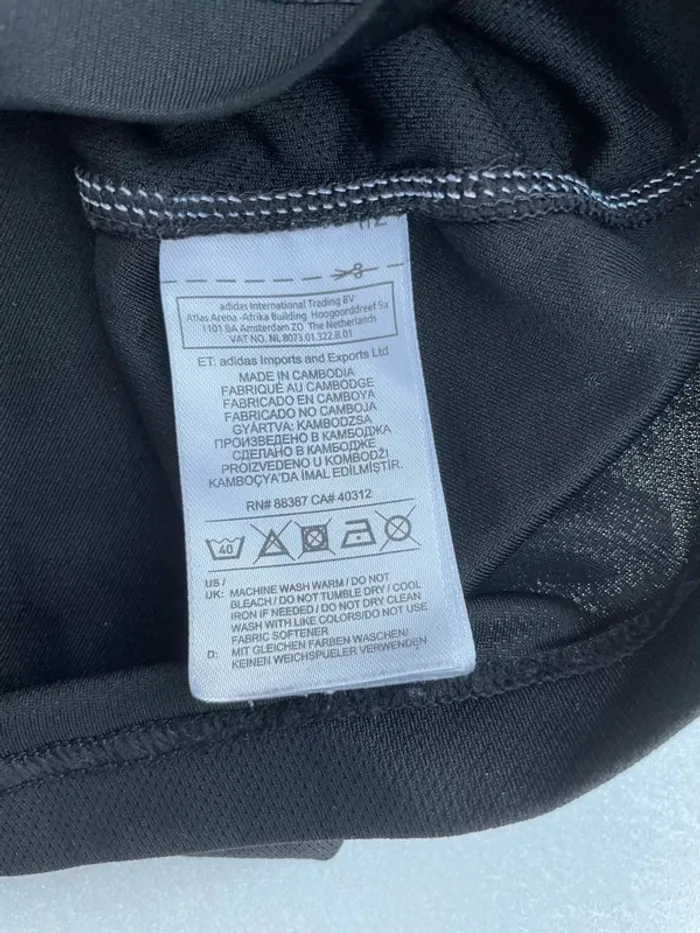 adidas International Trading BV
Atlas Arena -Afrika Building. Hoogoorddreef 9a
1101 BA Amsterdam ZO The Netherlands
VAT NO. NL 8073.01.322.B.01
ET: adidas Imports and Exports Ltd
MADE IN CAMBODIA
FABRIQUÉ AU CAMBODGE
FABRICADO EN CAMBOYA
FABRICADO NO CAMBOJA
GYÁRTVA: KAMBODZSA
ПРОИЗВЕДЕНО В КАМБОДЖА
СДЕЛАНО В КАМБОДЖЕ
PROIZVEDENO U KOMBODŽI
KAMBOÇYA'DA İMAL EDİLMİŞTİR.
RN# 88387 CA# 40312
40
US /
UK: MACHINE WASH WARM / DO NOT
BLEACH / DO NOT TUMBLE DRY / COOL
IRON IF NEEDED / DO NOT DRY CLEAN
WASH WITH LIKE COLORS/DO NOT USE
FABRIC SOFTENER
D: MIT GLEICHEN FARBEN WASCHEN/
KEINEN WEICHSPUELER VERWENDEN